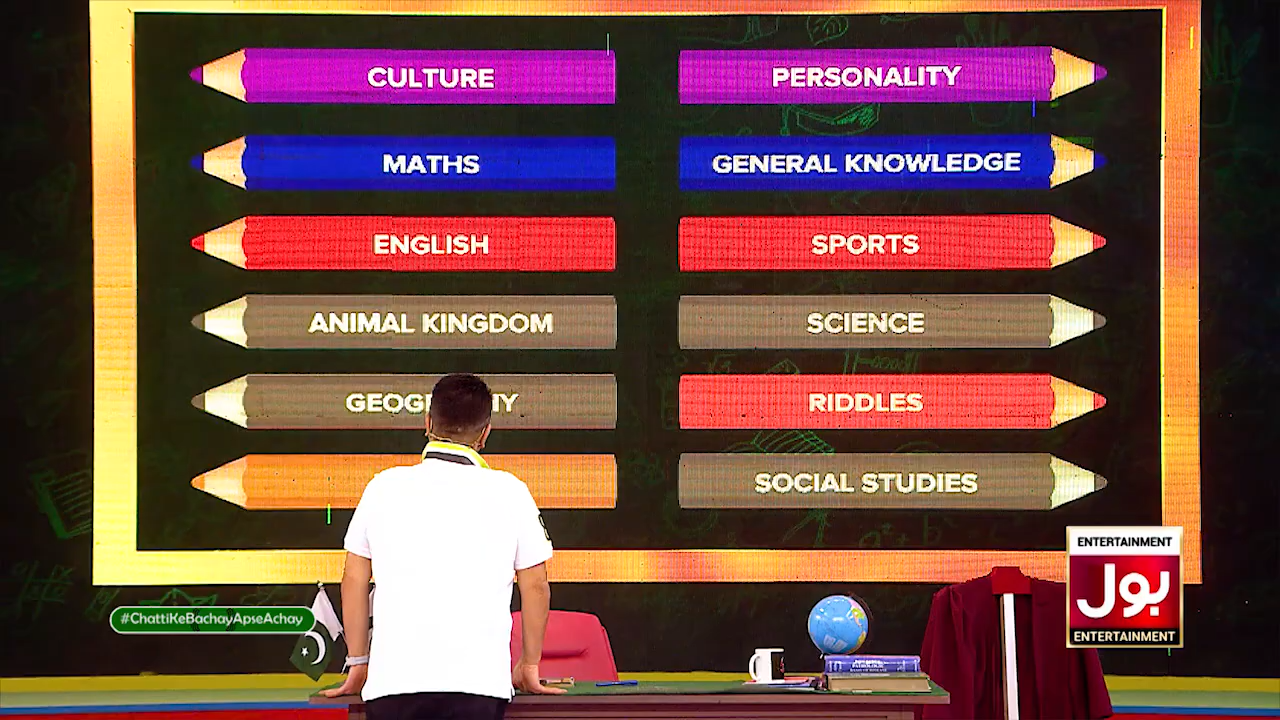 CULTURE
PERSONALITY
MATHS
GENERAL KNOWLEDGE
ENGLISH
SPORTS
ANIMAL KINGDOM
SCIENCE
RIDDLES
SOCIAL STUDIES
#ChattiKeBachayApseAchay
ENTERTAINMENT
بول
ENTERTAINMENT